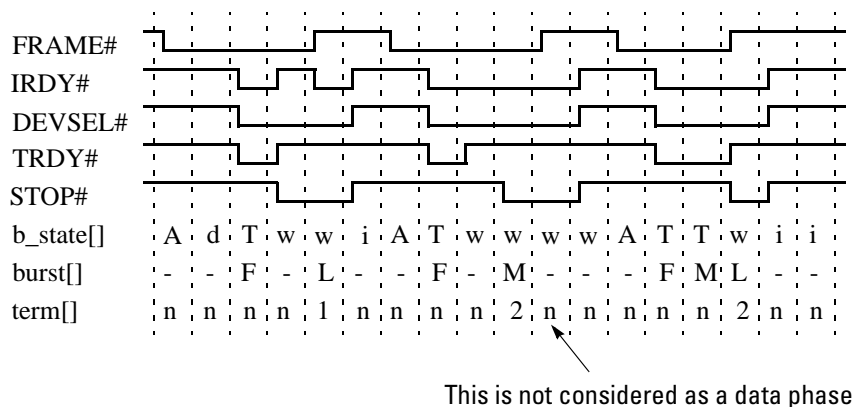 FRAME#
IRDY#
DEVSEL#
TRDY#
STOP#
b_state[] A d T w w i A T w w w w A T T w i i
burst[] - - F - L - - F - M - - - F M L - -
term[] n n n n 1 n n n n 2 n n n n n 2 n n
This is not considered as a data phase